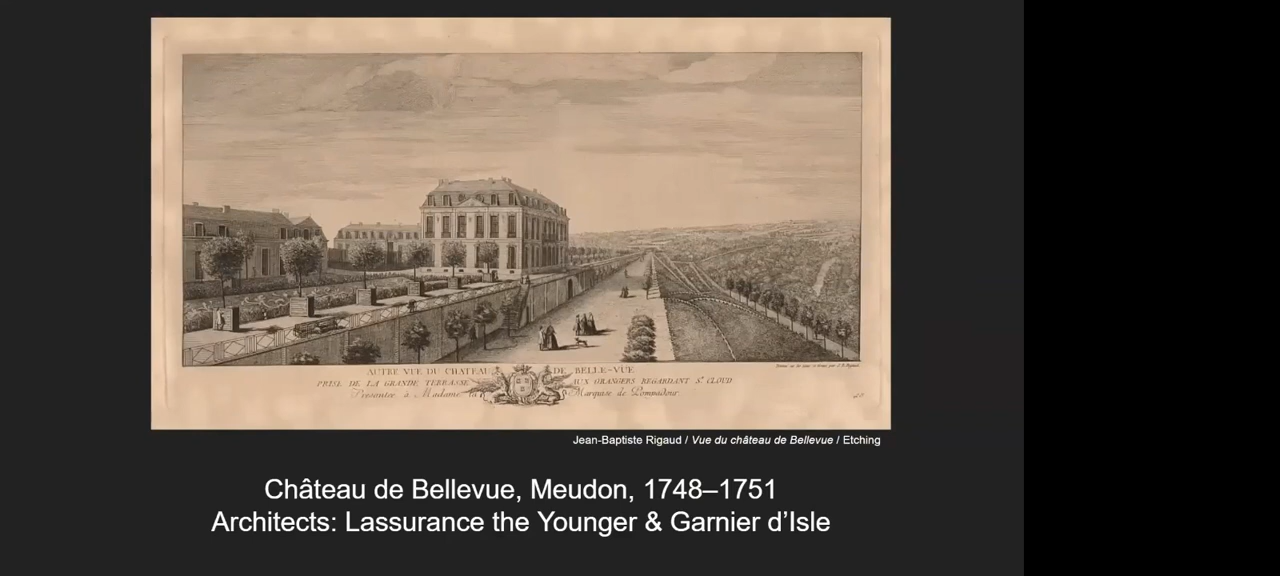 AUTRE VUE DU CHATEAU DE BELLE-VUE
PRISE DE LA GRANDE TERRASSE AUX ORANGERS REGARDANT St. CLOUD
Présentée à Madame la Marquise de Pompadour
Jean-Baptiste Rigaud / Vue du château de Bellevue / Etching
Château de Bellevue, Meudon, 1748–1751
Architects: Lassurance the Younger & Garnier d’Isle